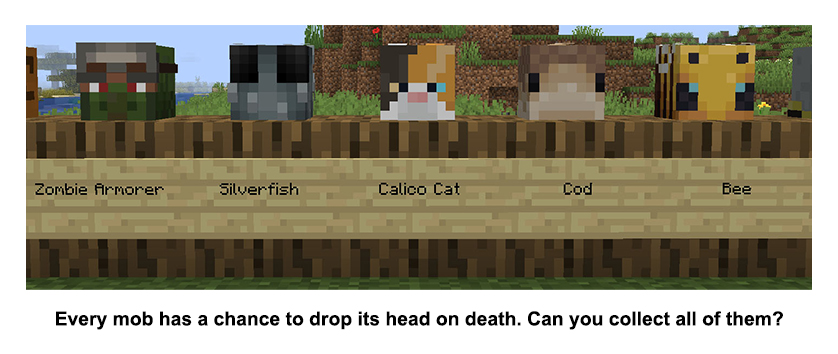 Zombie Armorer Silverfish Calico Cat Cod Bee
Every mob has a chance to drop its head on death. Can you collect all of them?